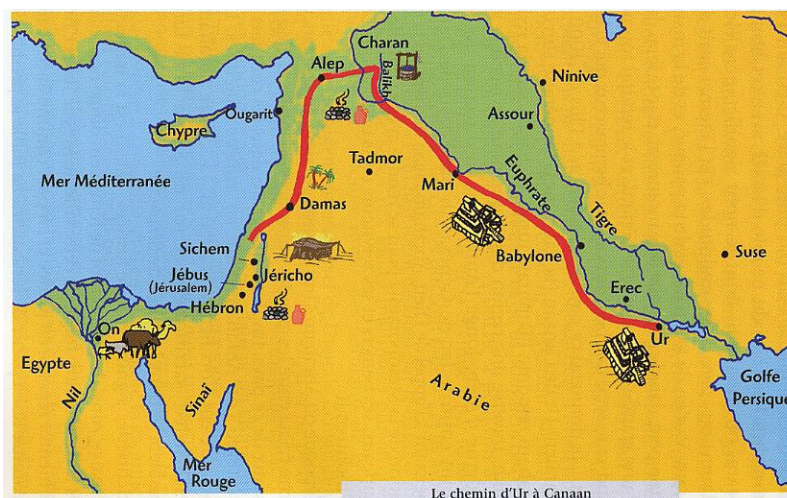 Charan
Alep
Balikh
Ninive
Ougarit
Assour
Chypre
Tadmor
Mer Méditerranée
Mari
Euphrate
Damas
Tigre
Sichem
Babylone
Suse
Jébus
(Jérusalem)
Jéricho
Erec
Hébron
On
Ur
Egypte
Nil
Sinaï
Arabie
Golfe
Persique
Mer
Rouge
Le chemin d'Ur à Canaan